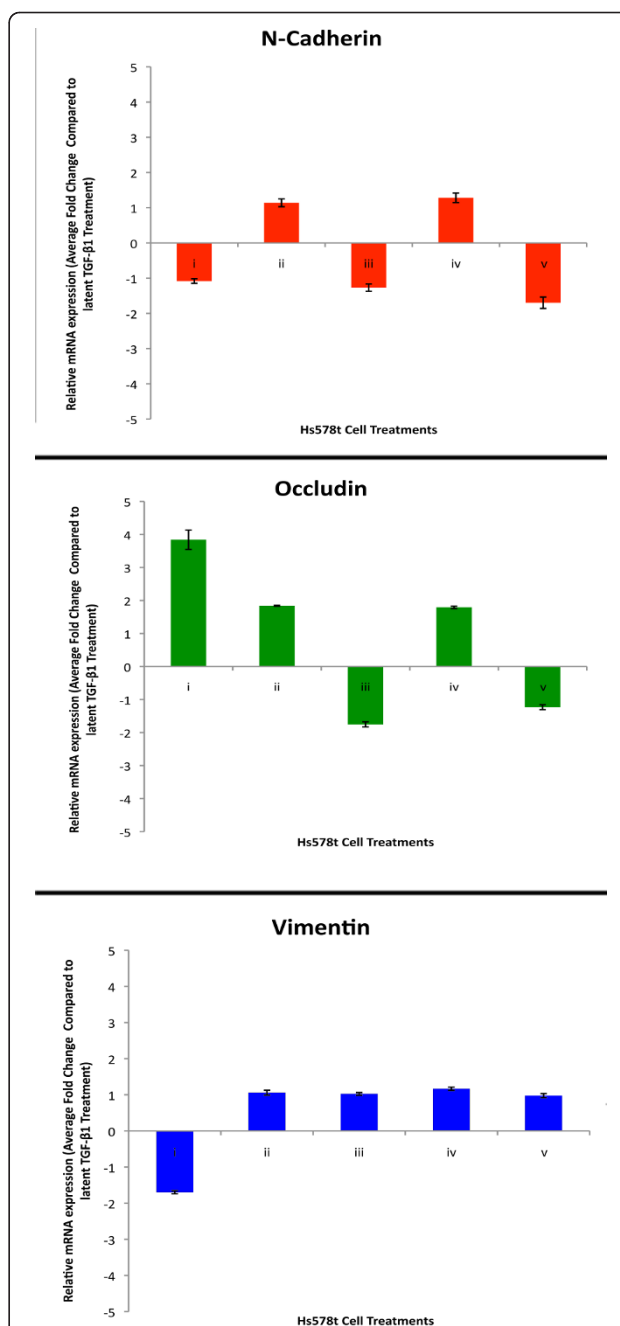 N-Cadherin
Relative mRNA expression (Average Fold Change Compared to
latent TGF-β1 Treatment)
5
4
3
2
1
0
-1
-2
-3
-4
-5
i
ii
iii
iv
v
Hs578t Cell Treatments
Occludin
Relative mRNA expression (Average Fold Change Compared to
latent TGF-β1 Treatment)
5
4
3
2
1
0
-1
-2
-3
-4
-5
i
ii
iii
iv
v
Hs578t Cell Treatments
Vimentin
Relative mRNA expression (Average Fold Change Compared to
latent TGF-β1 Treatment)
5
4
3
2
1
0
-1
-2
-3
-4
-5
i
ii
iii
iv
v
Hs578t Cell Treatments